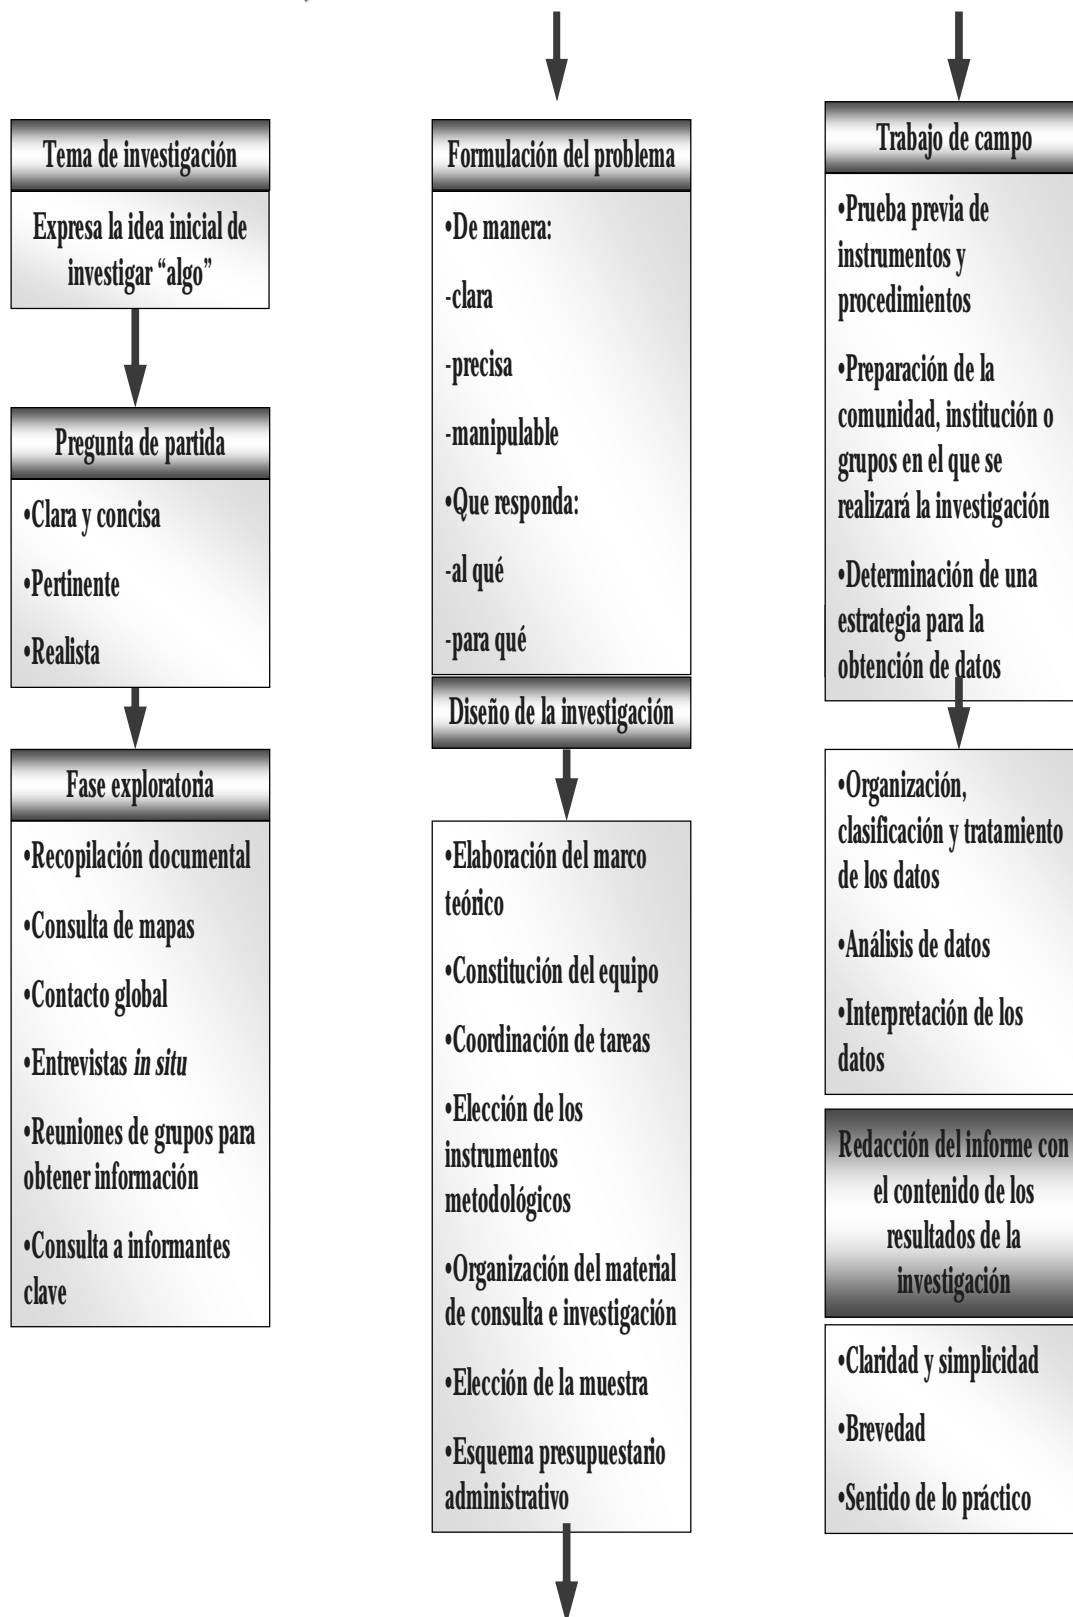 Tema de investigación
Expresa la idea inicial de
investigar “algo”
Pregunta de partida
•Clara y concisa
•Pertinente
•Realista
Fase exploratoria
•Recopilación documental
•Consulta de mapas
•Contacto global
•Entrevistas in situ
•Reuniones de grupos para
obtener información
•Consulta a informantes
clave
Formulación del problema
•De manera:
-clara
-precisa
-manipulable
•Que responda:
-al qué
-para qué
Diseño de la investigación
•Elaboración del marco
teórico
•Constitución del equipo
•Coordinación de tareas
•Elección de los
instrumentos
metodológicos
•Organización del material
de consulta e investigación
•Elección de la muestra
•Esquema presupuestario
administrativo
Trabajo de campo
•Prueba previa de
instrumentos y
procedimientos
•Preparación de la
comunidad, institución o
grupos en el que se
realizará la investigación
•Determinación de una
estrategia para la
obtención de datos
•Organización,
clasificación y tratamiento
de los datos
•Análisis de datos
•Interpretación de los
datos
Redacción del informe con
el contenido de los
resultados de la
investigación
•Claridad y simplicidad
•Brevedad
•Sentido de lo práctico